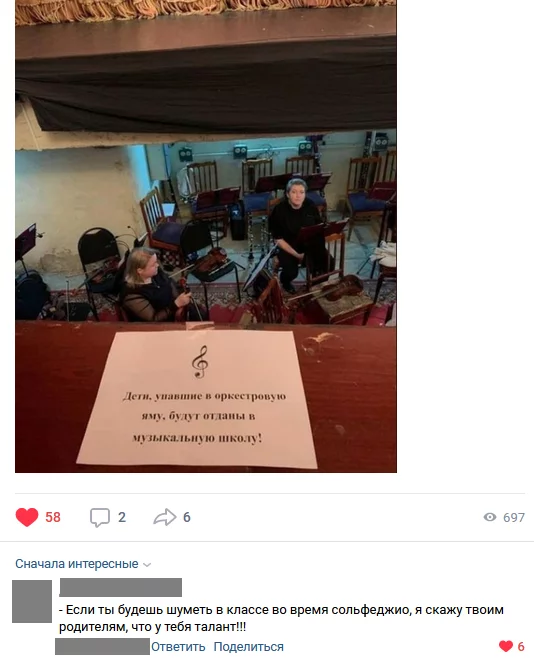 Дети, упавшие в оркестровую
яму, будут отданы в
музыкальную школу!
58
2
6
697
Сначала интересные
- Если ты будешь шуметь в классе во время сольфеджио, я скажу твоим
родителям, что у тебя талант!!!
Ответить Поделиться
6